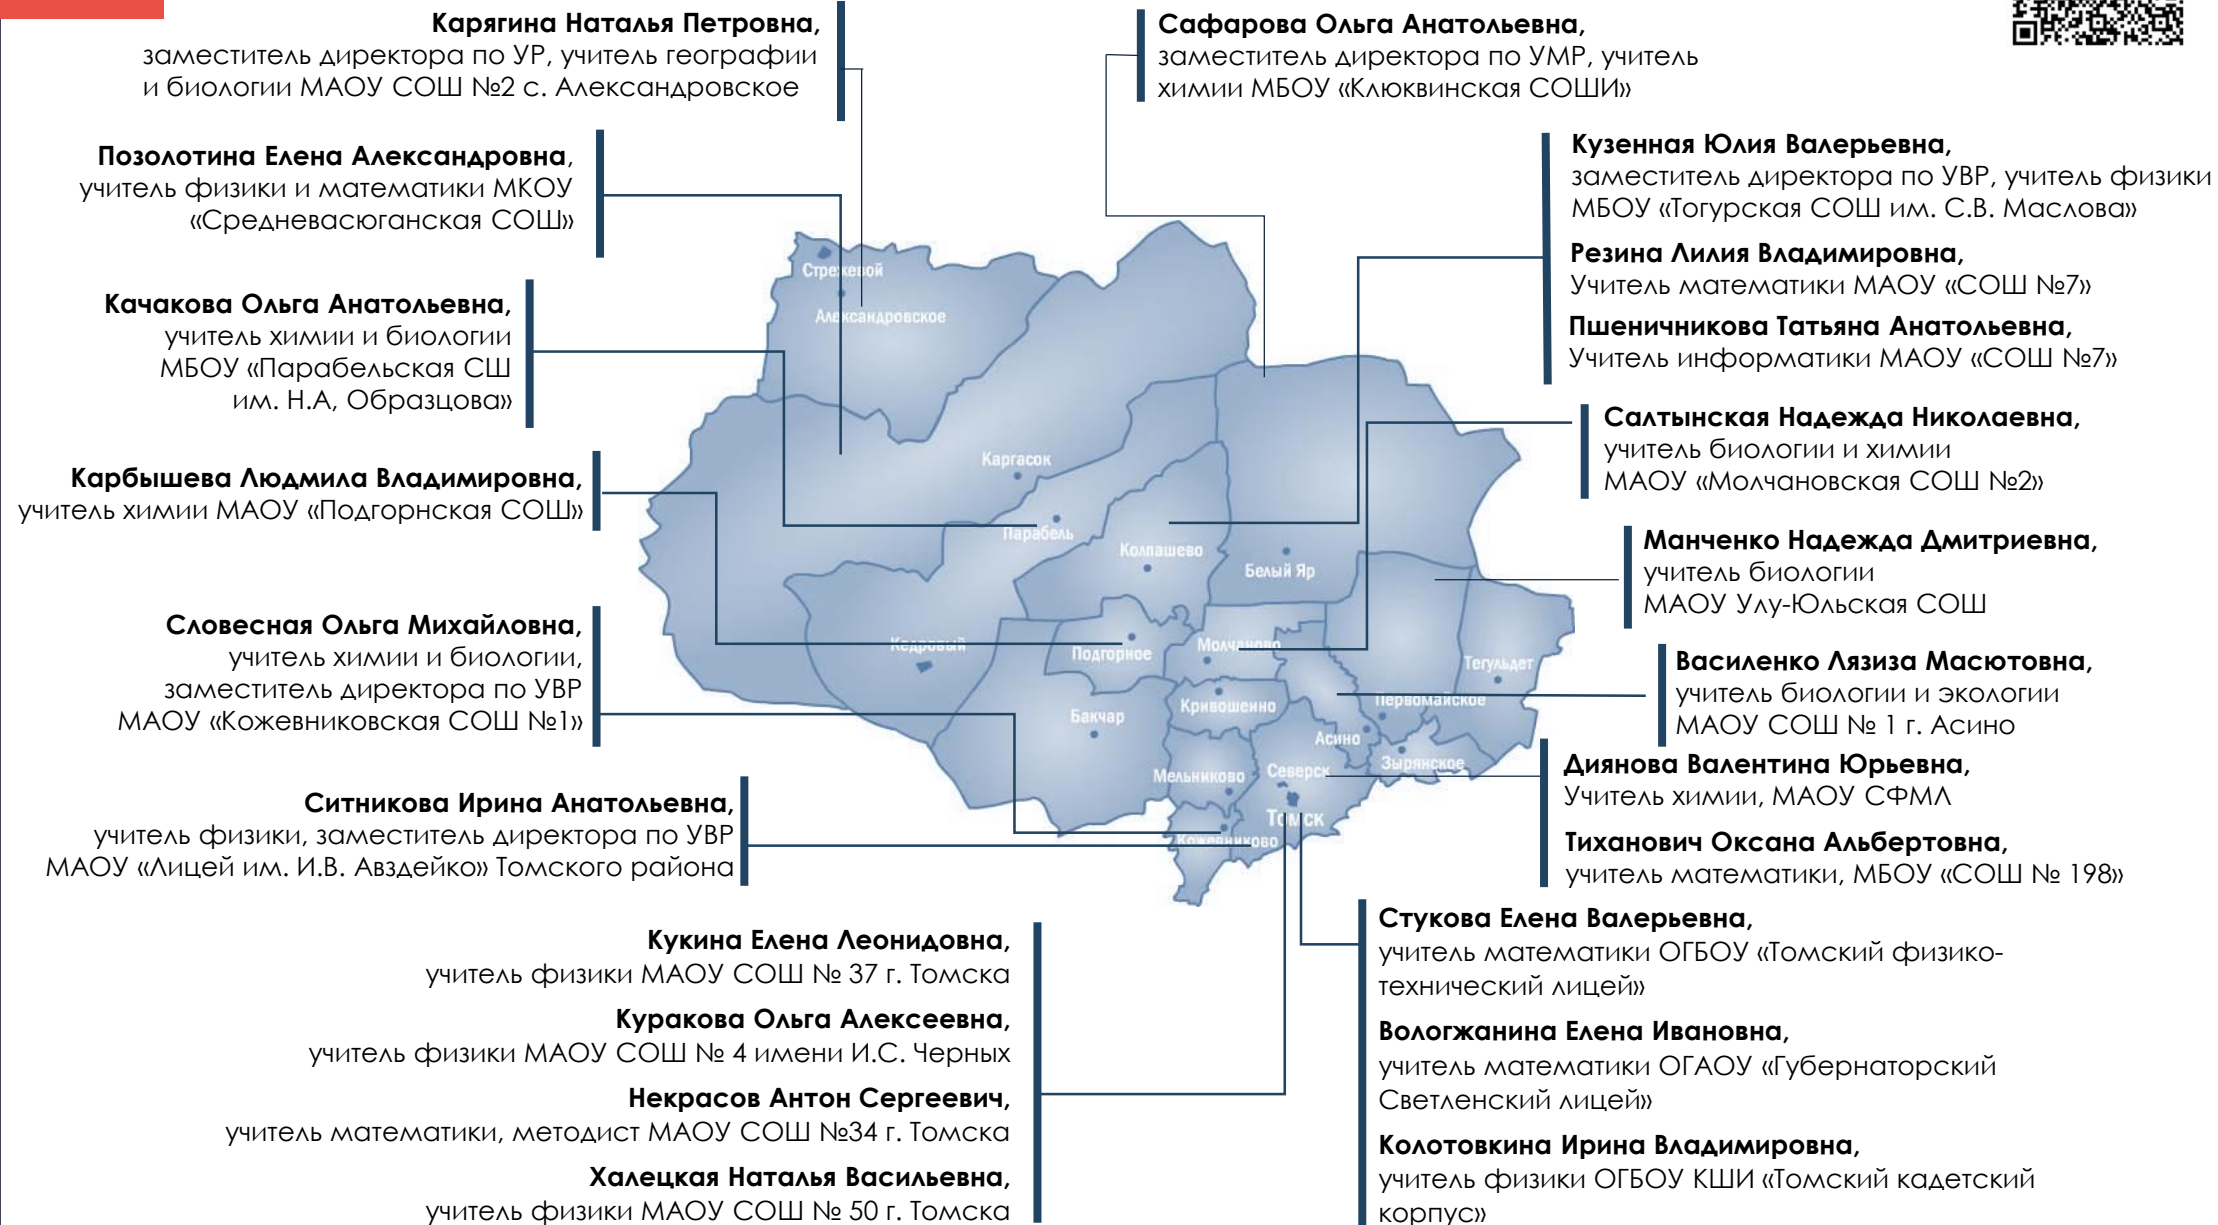 Карягина Наталья Петровна,
заместитель директора по УР, учитель географии
и биологии МАОУ СОШ №2 с. Александровское
Позолотина Елена Александровна,
учитель физики и математики МКОУ
«Средневасюганская СОШ»
Качакова Ольга Анатольевна,
учитель химии и биологии
МБОУ «Парабельская СШ
им. Н.А, Образцова»
Карбышева Людмила Владимировна,
учитель химии МАОУ «Подгорнская СОШ»
Словесная Ольга Михайловна,
учитель химии и биологии,
заместитель директора по УВР
МАОУ «Кожевниковская СОШ №1»
Ситникова Ирина Анатольевна,
учитель физики, заместитель директора по УВР
МАОУ «Лицей им. И.В. Авздейко» Томского района
Кукина Елена Леонидовна,
учитель физики МАОУ СОШ № 37 г. Томска
Куракова Ольга Алексеевна,
учитель физики МАОУ СОШ № 4 имени И.С. Черных
Некрасов Антон Сергеевич,
учитель математики, методист МАОУ СОШ №34 г. Томска
Халецкая Наталья Васильевна,
учитель физики МАОУ СОШ № 50 г. Томска
Стрежевой
Александровское
Каргасок
Парабель
Колпашево
Белый Яр
Кедровый
Подгорное
Молчаново
Тегульдет
Кривошеино
Первомайское
Бакчар
Асино
Зырянское
Мельниково
Северск
Томск
Кожевниково
Сафарова Ольга Анатольевна,
заместитель директора по УМР, учитель
химии МБОУ «Клюквинская СОШИ»
Кузенная Юлия Валерьевна,
заместитель директора по УВР, учитель физики
МБОУ «Тогурская СОШ им. С.В. Маслова»
Резина Лилия Владимировна,
Учитель математики МАОУ «СОШ №7»
Пшеничникова Татьяна Анатольевна,
Учитель информатики МАОУ «СОШ №7»
Салтынская Надежда Николаевна,
учитель биологии и химии
МАОУ «Молчановская СОШ №2»
Манченко Надежда Дмитриевна,
учитель биологии
МАОУ Улу-Юльская СОШ
Василенко Лязиза Масютовна,
учитель биологии и экологии
МАОУ СОШ № 1 г. Асино
Диянова Валентина Юрьевна,
Учитель химии, МАОУ СФМЛ
Тиханович Оксана Альбертовна,
учитель математики, МБОУ «СОШ № 198»
Стукова Елена Валерьевна,
учитель математики ОГБОУ «Томский физико-
технический лицей»
Вологжанина Елена Ивановна,
учитель математики ОГАОУ «Губернаторский
Светленский лицей»
Колотовкина Ирина Владимировна,
учитель физики ОГБОУ КШИ «Томский кадетский
корпус»